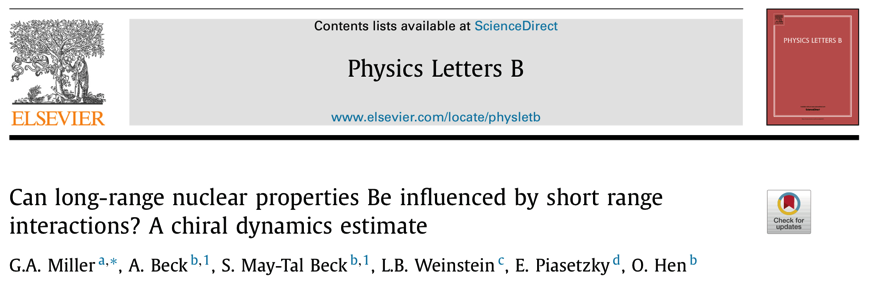 Contents lists available at ScienceDirect
Physics Letters B
www.elsevier.com/locate/physletb
ELSEVIER
PHYSICS LETTERS B
Can long-range nuclear properties Be influenced by short range
interactions? A chiral dynamics estimate
Check for
updates
G.A. Miller a,*, A. Beck b,1, S. May-Tal Beck b,1, L.B. Weinstein c, E. Piasetzky d, O. Hen b